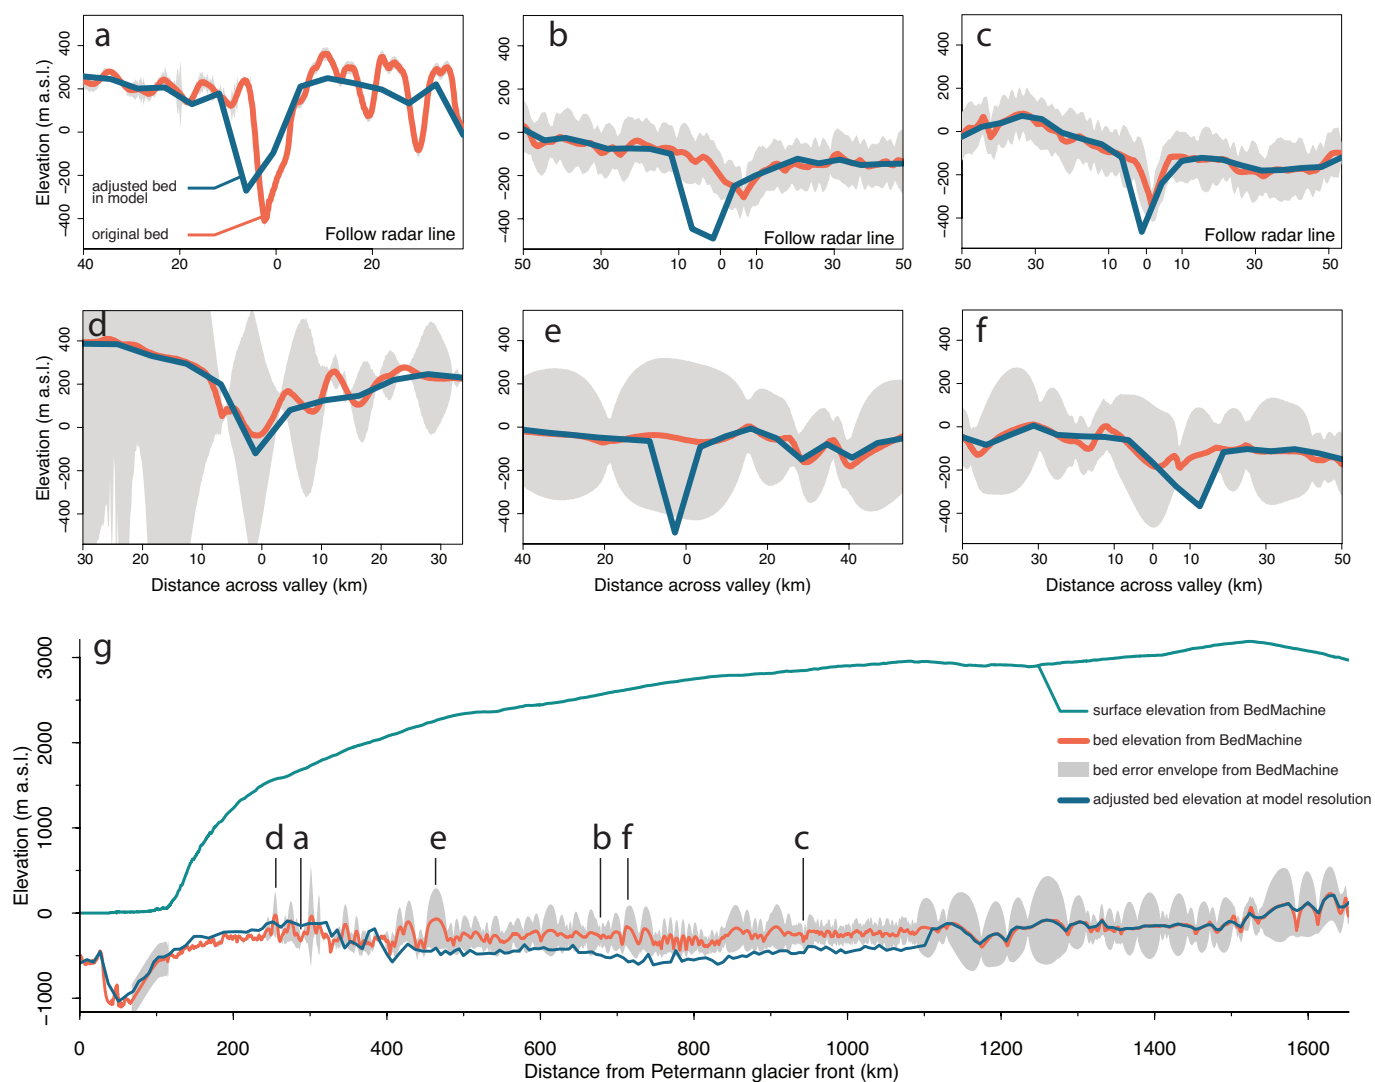 a
b
c
Elevation (m a.s.l.)
400
200
0
−200
−400
adjusted bed
in model
original bed
Follow radar line
40
20
0
20
400
200
0
−200
−400
Follow radar line
50
30
10
0
10
30
50
400
200
0
−200
−400
Follow radar line
50
30
10
0
10
30
50
d
e
f
Elevation (m a.s.l.)
400
200
0
−200
−400
30
20
10
0
10
20
30
Distance across valley (km)
400
200
0
−200
−400
40
20
0
20
40
Distance across valley (km)
400
200
0
−200
−400
50
30
10
0
10
30
50
Distance across valley (km)
g
Elevation (m a.s.l.)
3000
2000
1000
0
−1000
surface elevation from BedMachine
bed elevation from BedMachine
bed error envelope from BedMachine
adjusted bed elevation at model resolution
d a e b f c
0 200 400 600 800 1000 1200 1400 1600
Distance from Petermann glacier front (km)